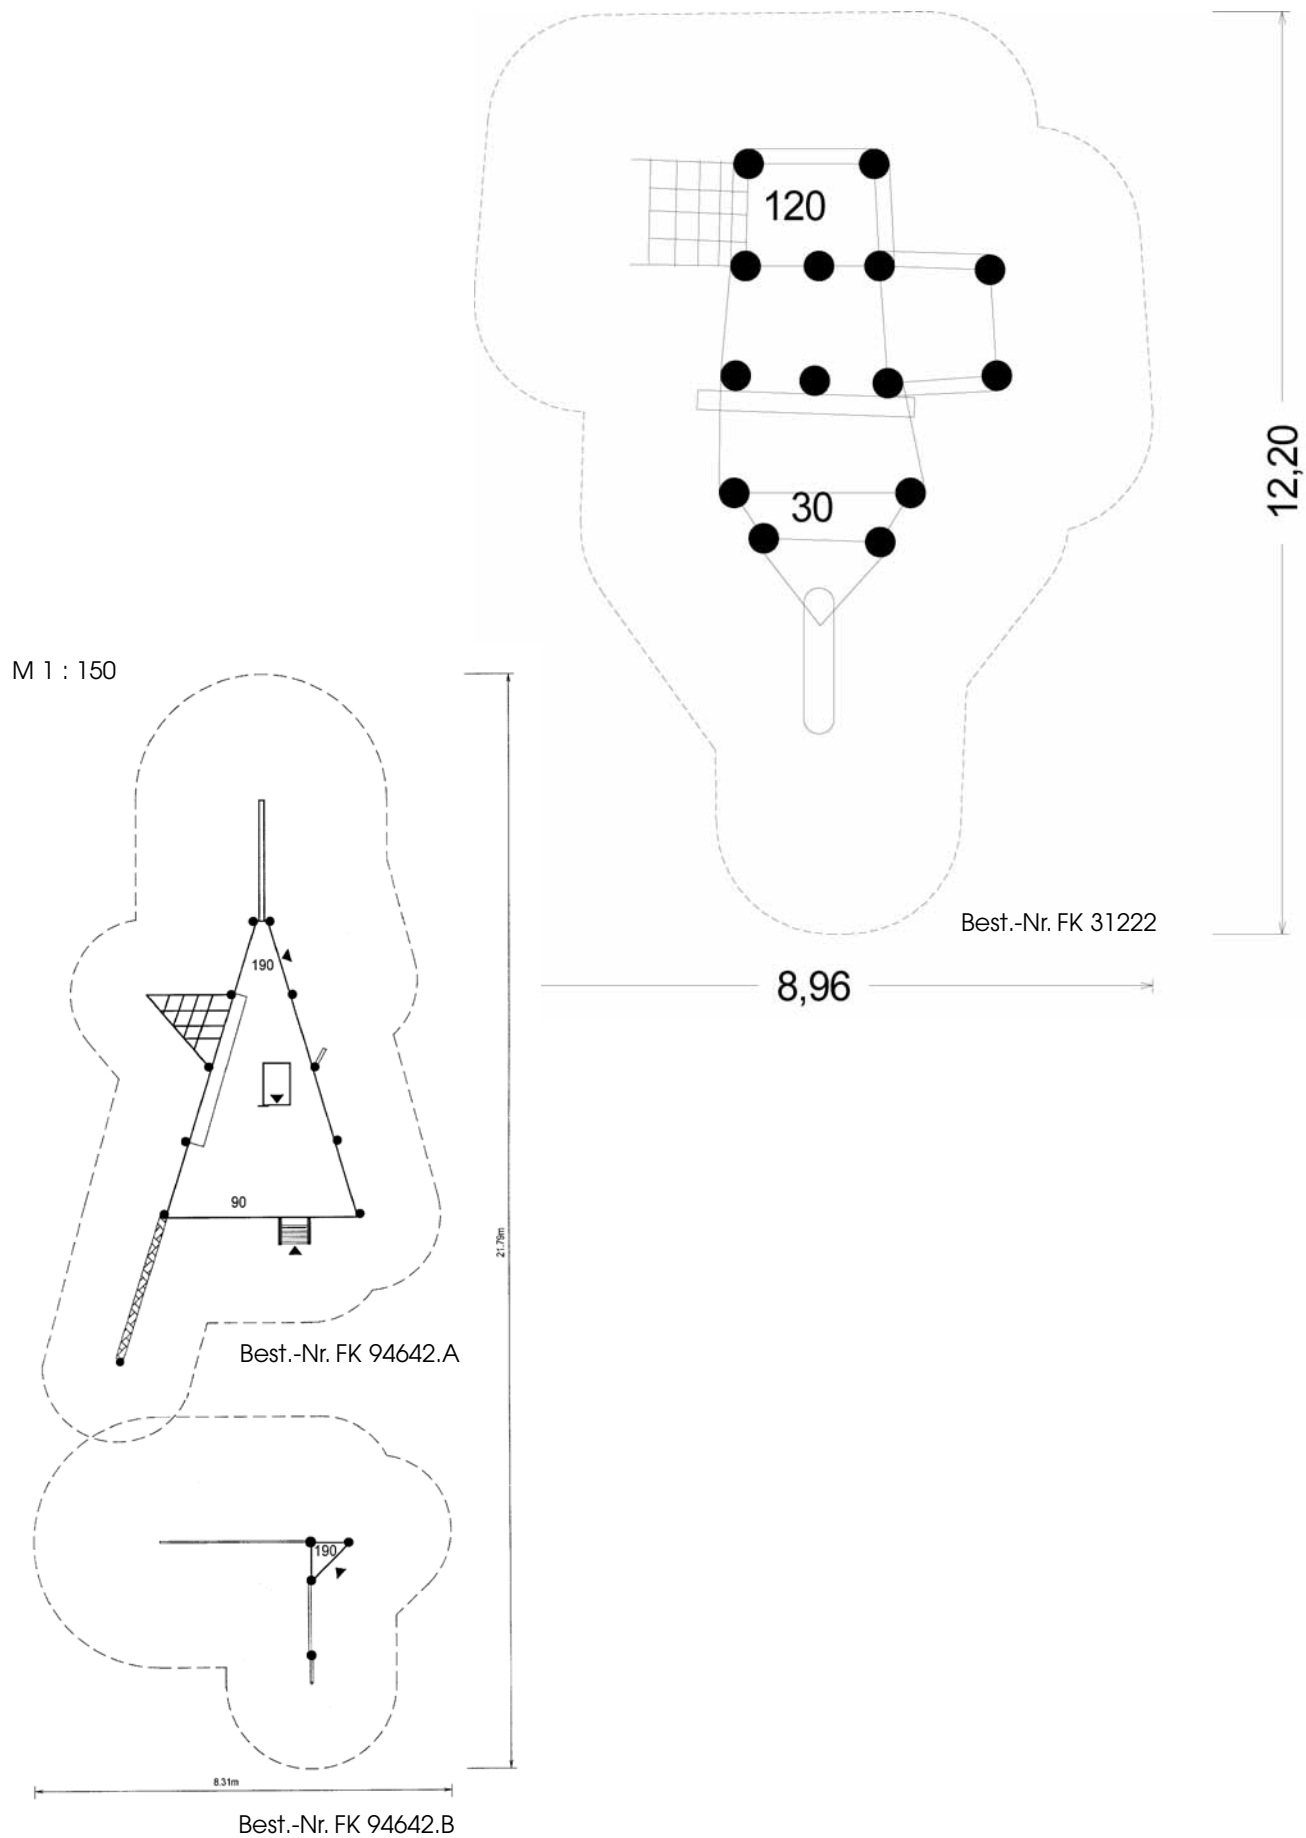 120
12,20
30
M 1 : 150
Best.-Nr. FK 31222
8,96
190
90
21.79m
Best.-Nr. FK 94642.A
190
8.31m
Best.-Nr. FK 94642.B